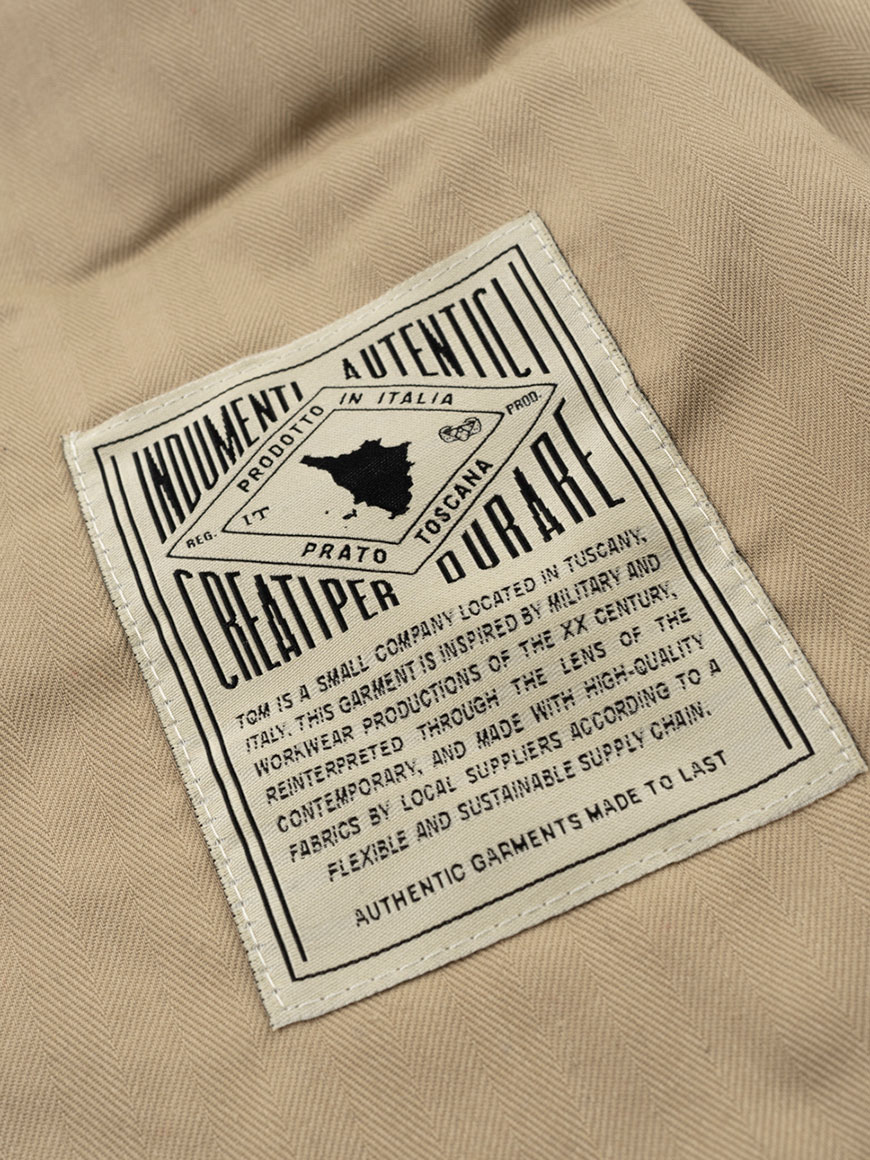 INDUMENTI AUTENTICI
PRODOTTO IN ITALIA
REG.
PROD.
IT
PRATO TOSCANA
CREATI PER DURARE
TQM IS A SMALL COMPANY LOCATED IN TUSCANY,
ITALY. THIS GARMENT IS INSPIRED BY MILITARY AND
WORKWEAR PRODUCTIONS OF THE XX CENTURY,
REINTERPRETED THROUGH THE LENS OF THE
CONTEMPORARY, AND MADE WITH HIGH-QUALITY
FABRICS BY LOCAL SUPPLIERS ACCORDING TO A
FLEXIBLE AND SUSTAINABLE SUPPLY CHAIN.
AUTHENTIC GARMENTS MADE TO LAST